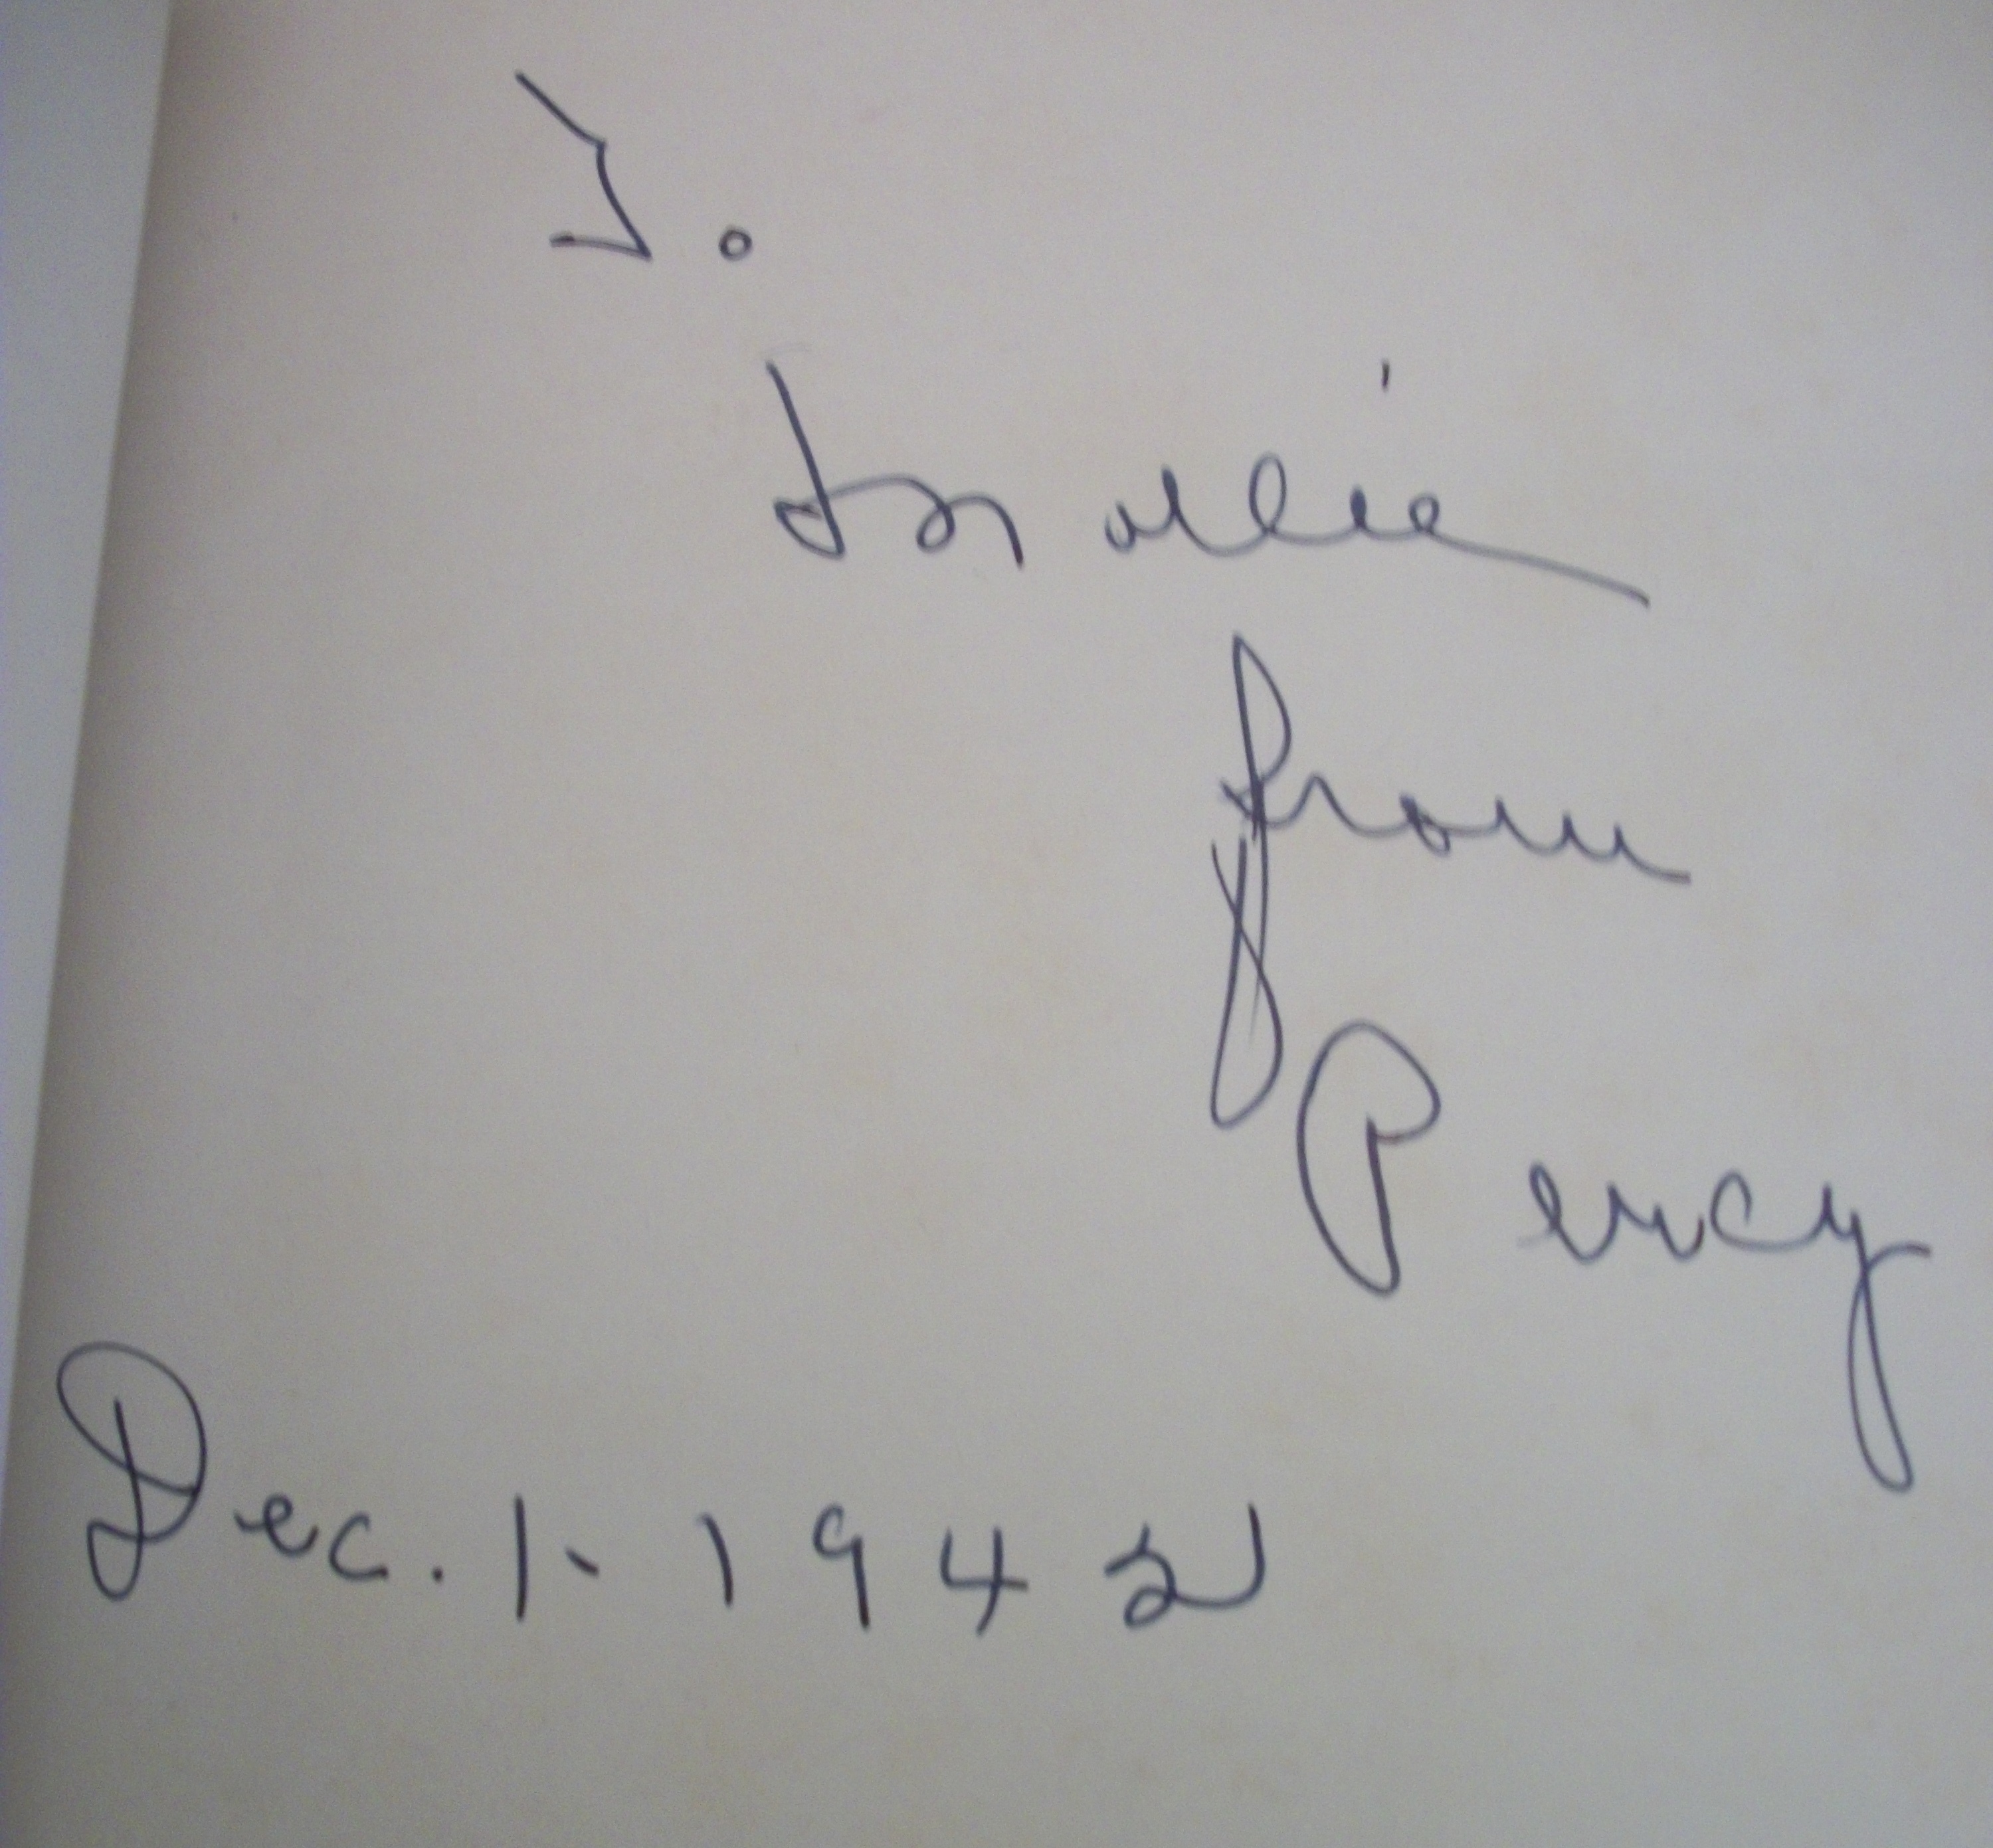 To
Mollie
from
Percy
Dec. 1 - 1942